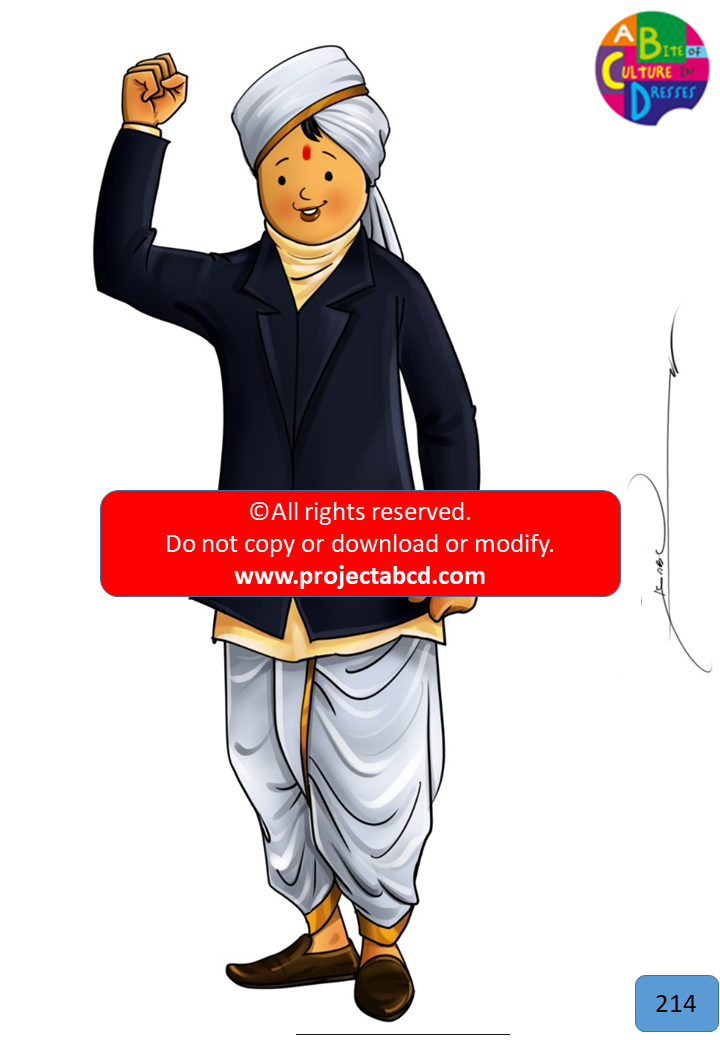 A BITE OF
CULTURE IN
DRESSES
©All rights reserved.
Do not copy or download or modify.
www.projectabcd.com
214